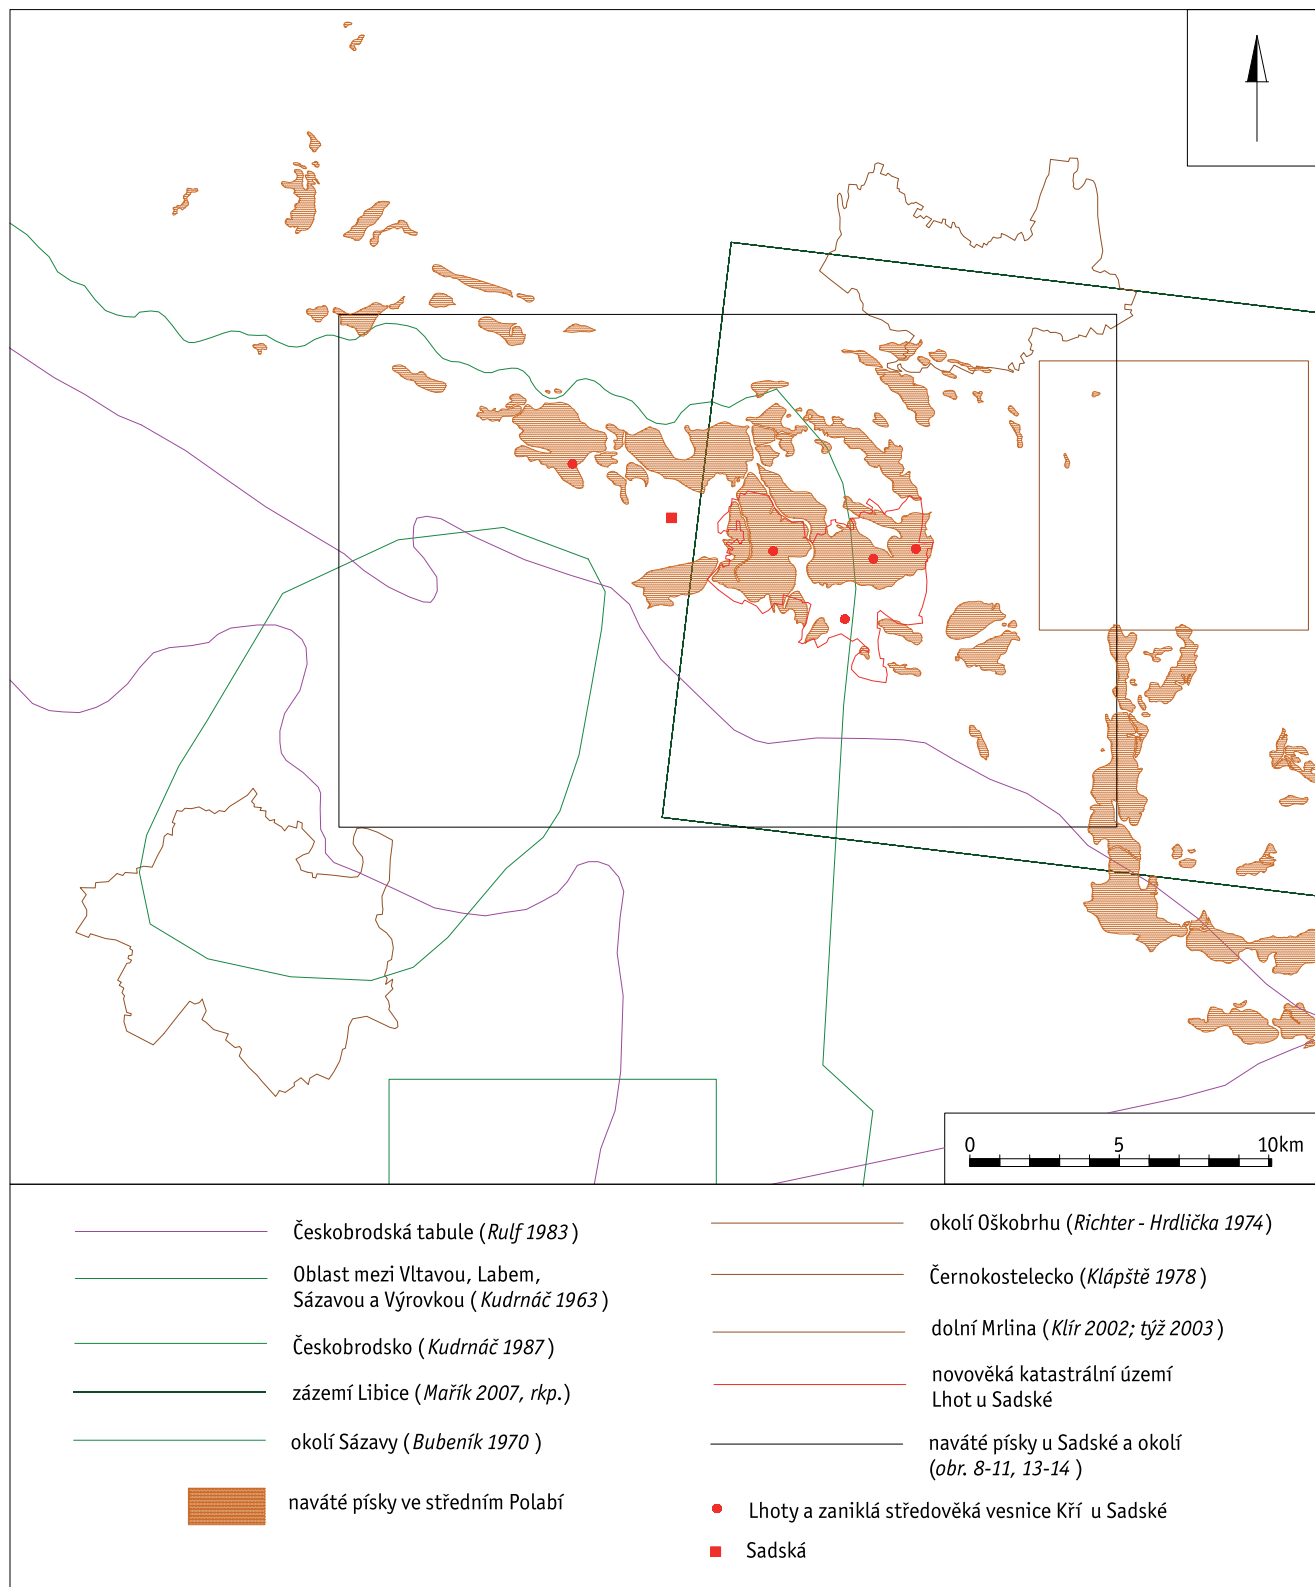 0 5 10km
Českobrodská tabule (Rulf 1983)
Oblast mezi Vltavou, Labem,
Sázavou a Výrovkou (Kudrnáč 1963)
Českobrodsko (Kudrnáč 1987)
zázemí Libice (Mařík 2007, rkp.)
okolí Sázavy (Bubeník 1970)
naváté písky ve středním Polabí
okolí Oškobrhu (Richter - Hrdlička 1974)
Černokostelecko (Klápště 1978)
dolní Mrlina (Klír 2002; týž 2003)
novověká katastrální území
Lhot u Sadské
naváté písky u Sadské a okolí
(obr. 8-11, 13-14)
Lhoty a zaniklá středověká vesnice Kří u Sadské
Sadská